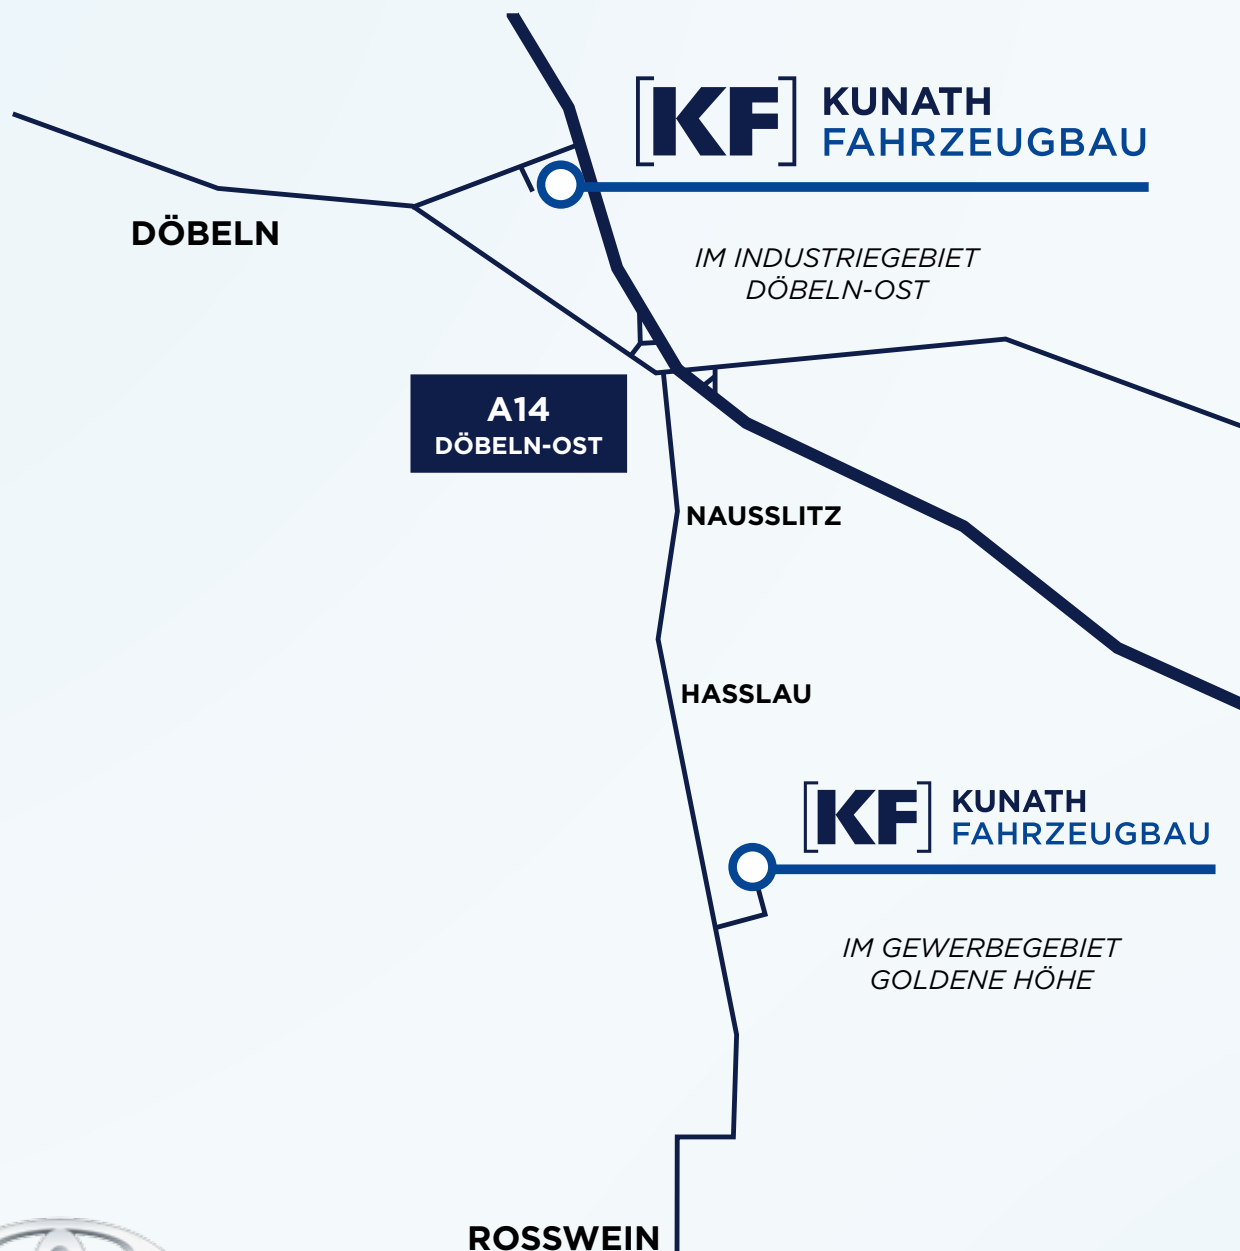 [KF] KUNATH
FAHRZEUGBAU
DÖBELN
IM INDUSTRIEGEBIET
DÖBELN-OST
A14
DÖBELN-OST
NAUSSLITZ
HASSLAU
[KF] KUNATH
FAHRZEUGBAU
IM GEWERBEGEBIET
GOLDENE HÖHE
ROSSWEIN